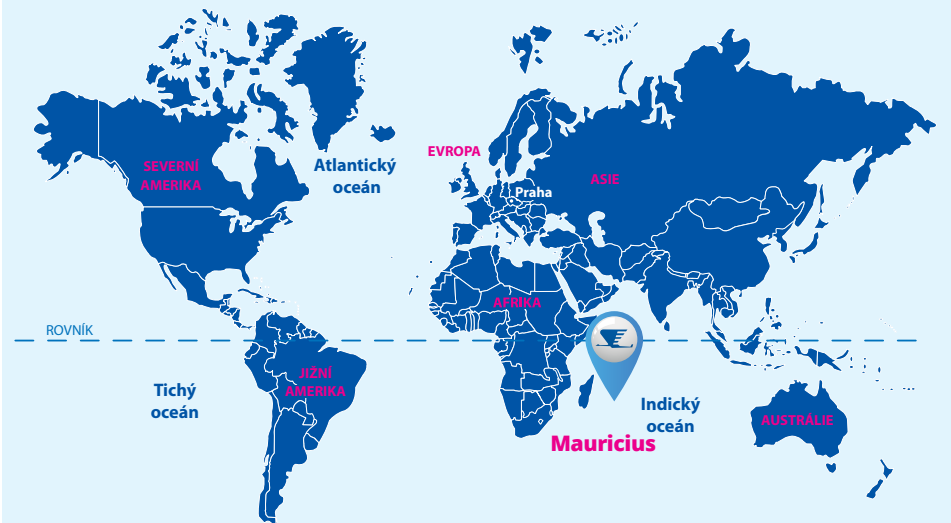 EVROPA
SEVERNÍ
AMERIKA
Atlantický
oceán
ASIE
Praha
AFRIKA
ROVNÍK
JIŽNÍ
AMERIKA
Tichý
oceán
Indický
oceán
AUSTRÁLIE
Mauricius